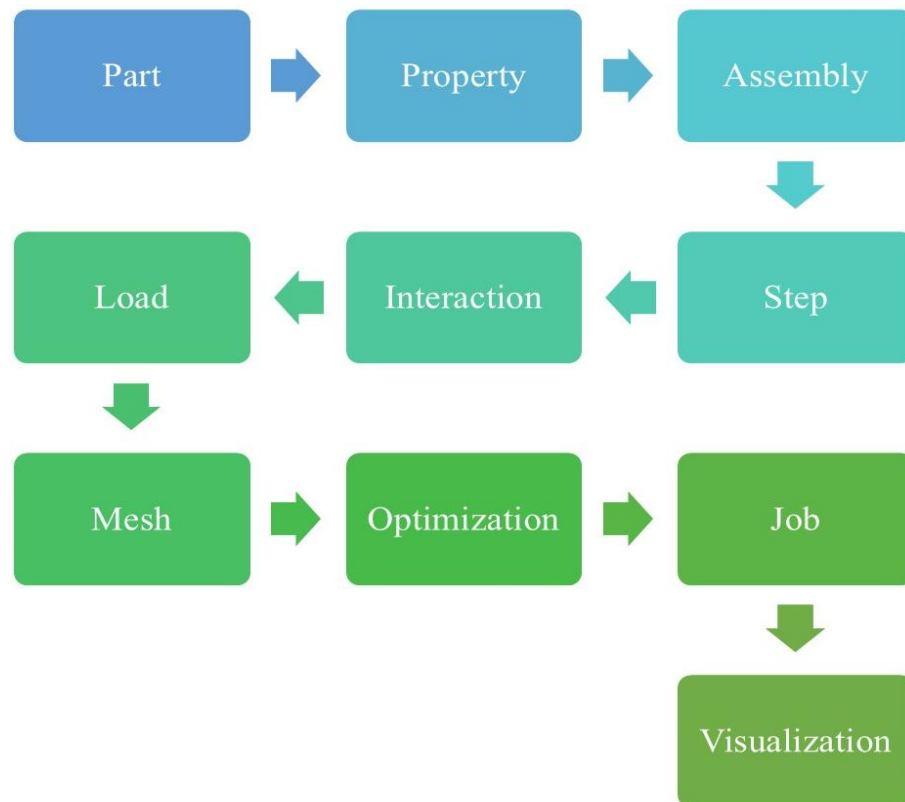 Part
Property
Assembly
Step
Interaction
Load
Mesh
Optimization
Job
Visualization